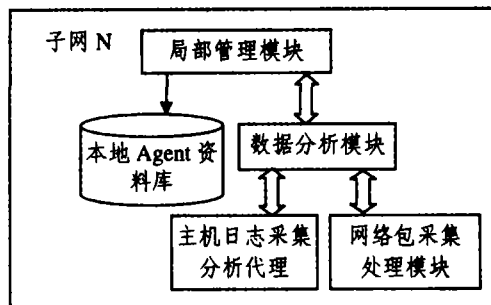 子网 N
局部管理模块
本地 Agent 资
料库
数据分析模块
主机日志采集
分析代理
网络包采集
处理模块